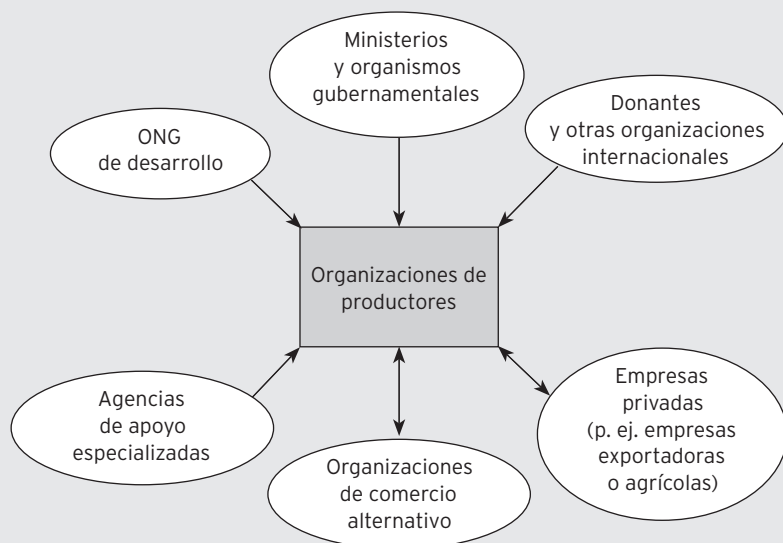 Ministerios
y organismos
gubernamentales
Donantes
y otras organizaciones
internacionales
ONG
de desarrollo
Organizaciones de
productores
Agencias
de apoyo
especializadas
Organizaciones
de comercio
alternativo
Empresas
privadas
(p. ej. empresas
exportadoras
o agrícolas)